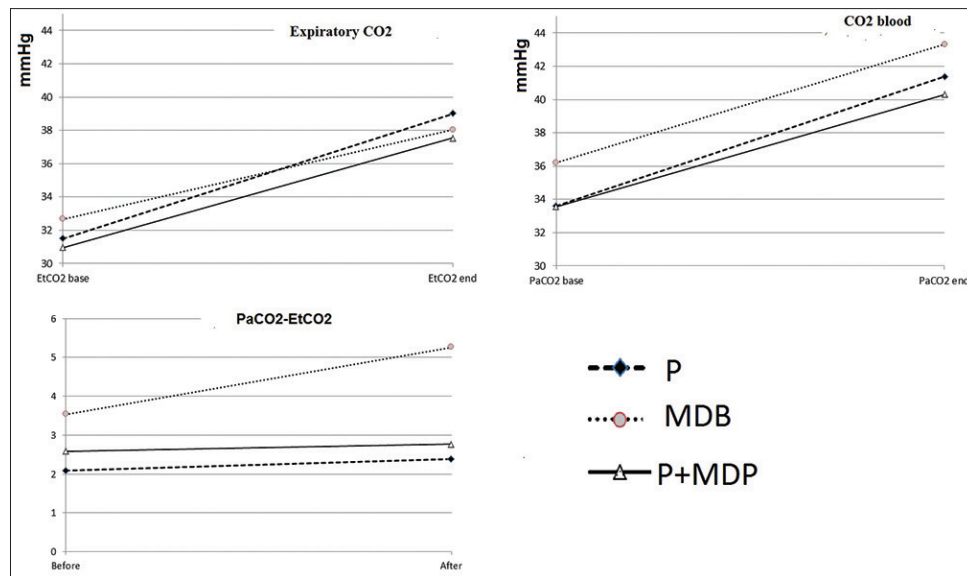 Expiratory CO2
mmHg
44
42
40
38
36
34
32
30
EtCO2 base
EtCO2 end
CO2 blood
mmHg
44
42
40
38
36
34
32
30
PaCO2 base
PaCO2 end
PaCO2-EtCO2
6
5
4
3
2
1
0
Before
After
P
MDB
P+MDP